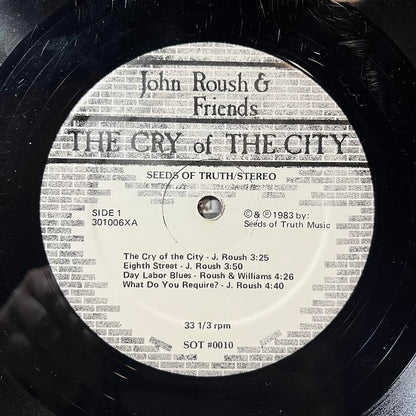 John Roush &
Friends
THE CRY of THE CITY
SEEDS OF TRUTH/STEREO
SIDE 1
301006XA
© & ℗ 1983 by:
Seeds of Truth Music
The Cry of the City - J. Roush 3:25
Eighth Street - J. Roush 3:50
Day Labor Blues - Roush & Williams 4:26
What Do You Require? - J. Roush 4:40
33 1/3 rpm
SOT #0010